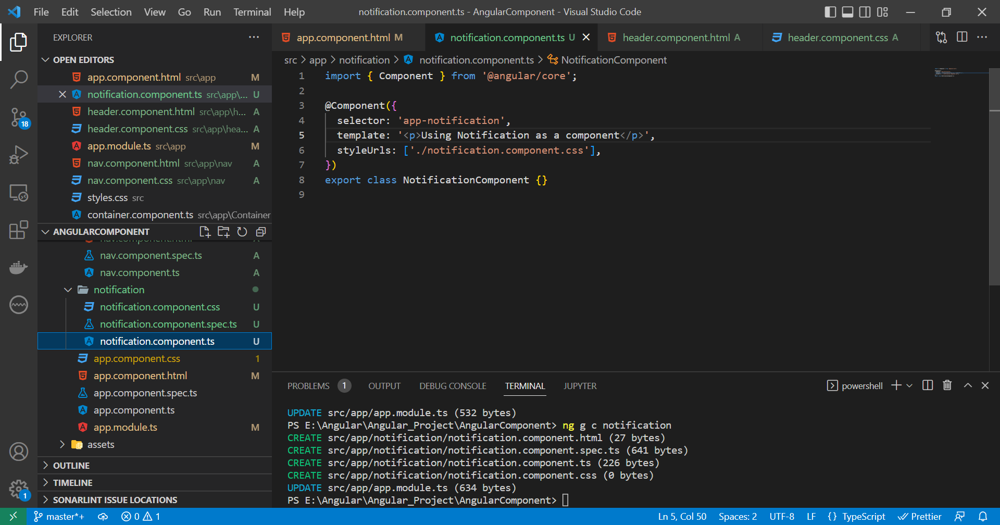 File Edit Selection View Go Run Terminal Help notification.component.ts - AngularComponent - Visual Studio Code
EXPLORER
OPEN EDITORS
app.component.html src\app M
notification.component.ts src\app\... U
header.component.html src\app\h... A
header.component.css src\app\hea... A
app.module.ts src\app M
nav.component.html src\app\nav A
nav.component.css src\app\nav A
styles.css src
container.component.ts src\app\Container
ANGULARCOMPONENT
nav.component.html A
nav.component.spec.ts A
nav.component.ts A
notification
notification.component.css U
notification.component.spec.ts U
notification.component.ts U
app.component.css 1
app.component.html M
app.component.spec.ts
app.component.ts
app.module.ts M
assets
OUTLINE
TIMELINE
SONARLINT ISSUE LOCATIONS
18
1
app.component.html M notification.component.ts U header.component.html A header.component.css A
src > app > notification > notification.component.ts > NotificationComponent
1 import { Component } from '@angular/core';
2
3 @Component({
4 selector: 'app-notification',
5 template: '<p>Using Notification as a component</p>',
6 styleUrls: ['./notification.component.css'],
7 })
8 export class NotificationComponent {}
9
PROBLEMS 1 OUTPUT DEBUG CONSOLE TERMINAL JUPYTER powershell
UPDATE src/app/app.module.ts (532 bytes)
PS E:\Angular\Angular_Project\AngularComponent> ng g c notification
CREATE src/app/notification/notification.component.html (27 bytes)
CREATE src/app/notification/notification.component.spec.ts (641 bytes)
CREATE src/app/notification/notification.component.ts (226 bytes)
CREATE src/app/notification/notification.component.css (0 bytes)
UPDATE src/app/app.module.ts (634 bytes)
PS E:\Angular\Angular_Project\AngularComponent>
master*+ 0 1 Ln 5, Col 50 Spaces: 2 UTF-8 LF {} TypeScript Prettier